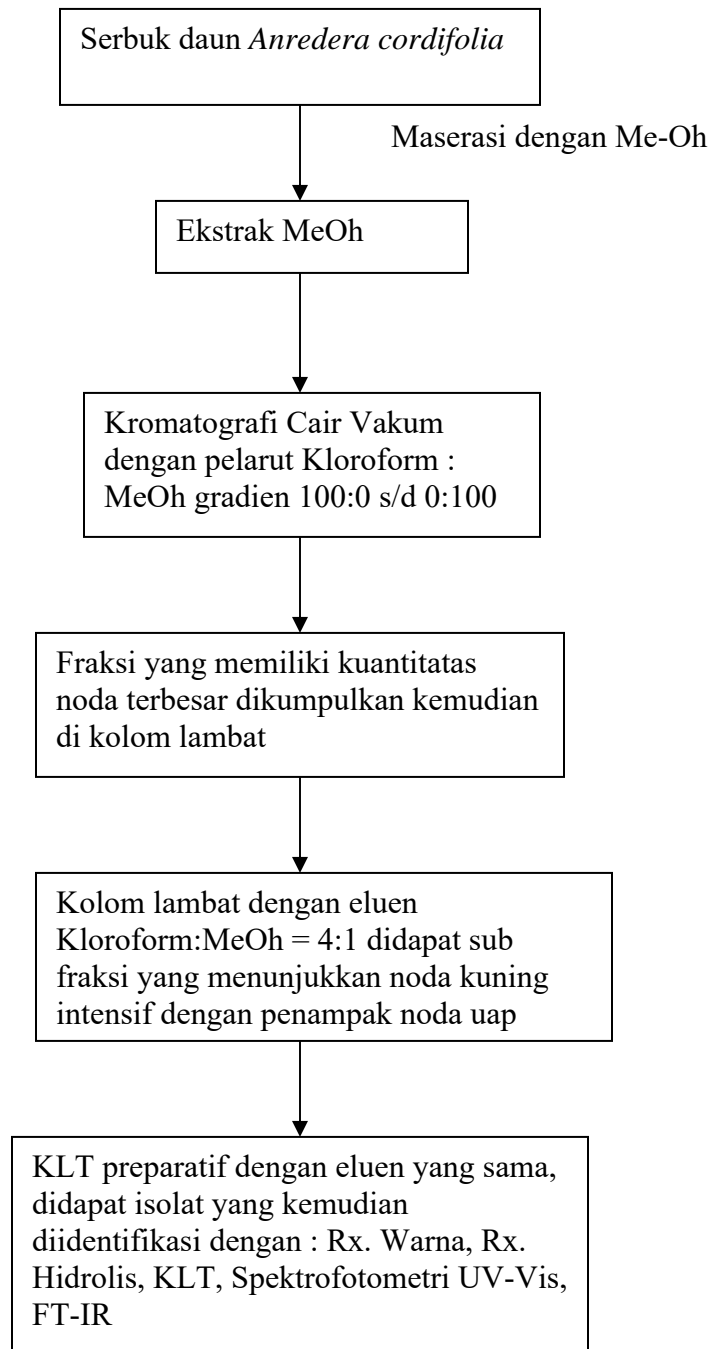 Serbuk daun Anredera cordifolia
Maserasi dengan Me-Oh
Ekstrak MeOh
Kromatografi Cair Vakum
dengan pelarut Kloroform :
MeOh gradien 100:0 s/d 0:100
Fraksi yang memiliki kuantitatas
noda terbesar dikumpulkan kemudian
di kolom lambat
Kolom lambat dengan eluen
Kloroform:MeOh = 4:1 didapat sub
fraksi yang menunjukkan noda kuning
intensif dengan penampak noda uap
KLT preparatif dengan eluen yang sama,
didapat isolat yang kemudian
diidentifikasi dengan : Rx. Warna, Rx.
Hidrolis, KLT, Spektrofotometri UV-Vis,
FT-IR